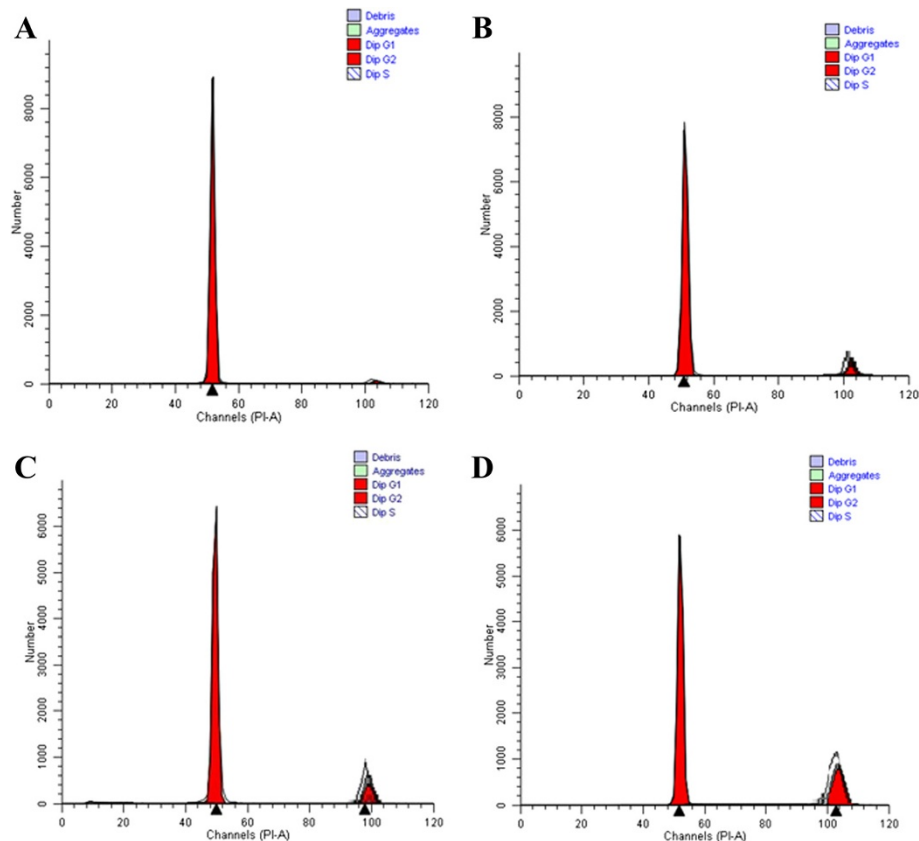 A
Debris
Aggregates
Dip G1
Dip G2
Dip S
Number
8000
6000
4000
2000
0
0 20 40 60 80 100 120
Channels (PI-A)
B
Debris
Aggregates
Dip G1
Dip G2
Dip S
Number
8000
6000
4000
2000
0
0 20 40 60 80 100 120
Channels (PI-A)
C
Debris
Aggregates
Dip G1
Dip G2
Dip S
Number
6000
5000
4000
3000
2000
1000
0
0 20 40 60 80 100 120
Channels (PI-A)
D
Debris
Aggregates
Dip G1
Dip G2
Dip S
Number
6000
5000
4000
3000
2000
1000
0
0 20 40 60 80 100 120
Channels (PI-A)